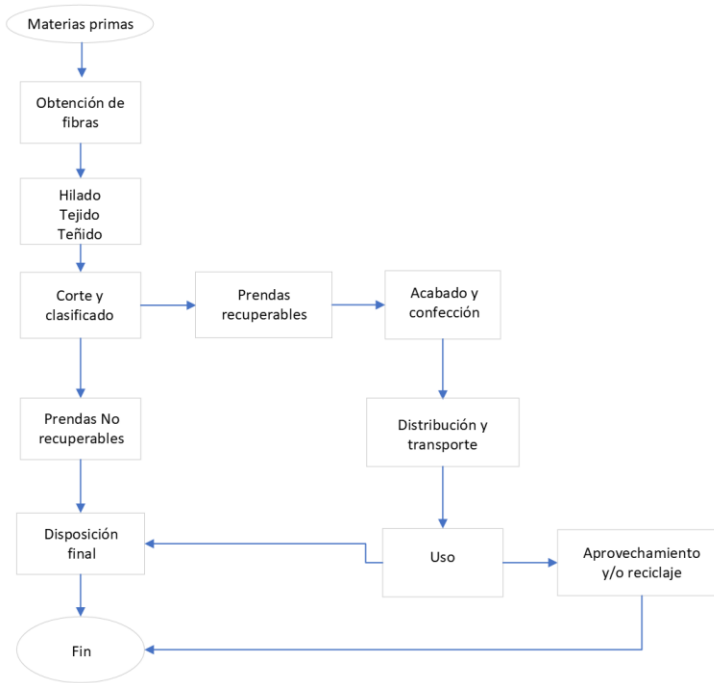 Materias primas
Obtención de
fibras
Hilado
Tejido
Teñido
Corte y
clasificado
Prendas
recuperables
Acabado y
confección
Prendas No
recuperables
Distribución y
transporte
Disposición
final
Uso
Aprovechamiento
y/o reciclaje
Fin